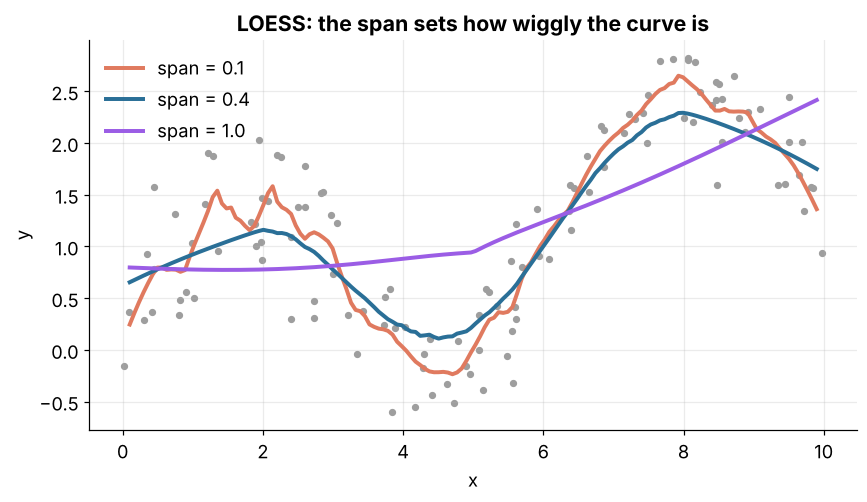 LOESS: the span sets how wiggly the curve is
span = 0.1
span = 0.4
span = 1.0
y
2.5
2.0
1.5
1.0
0.5
0.0
−0.5
0 2 4 6 8 10
x